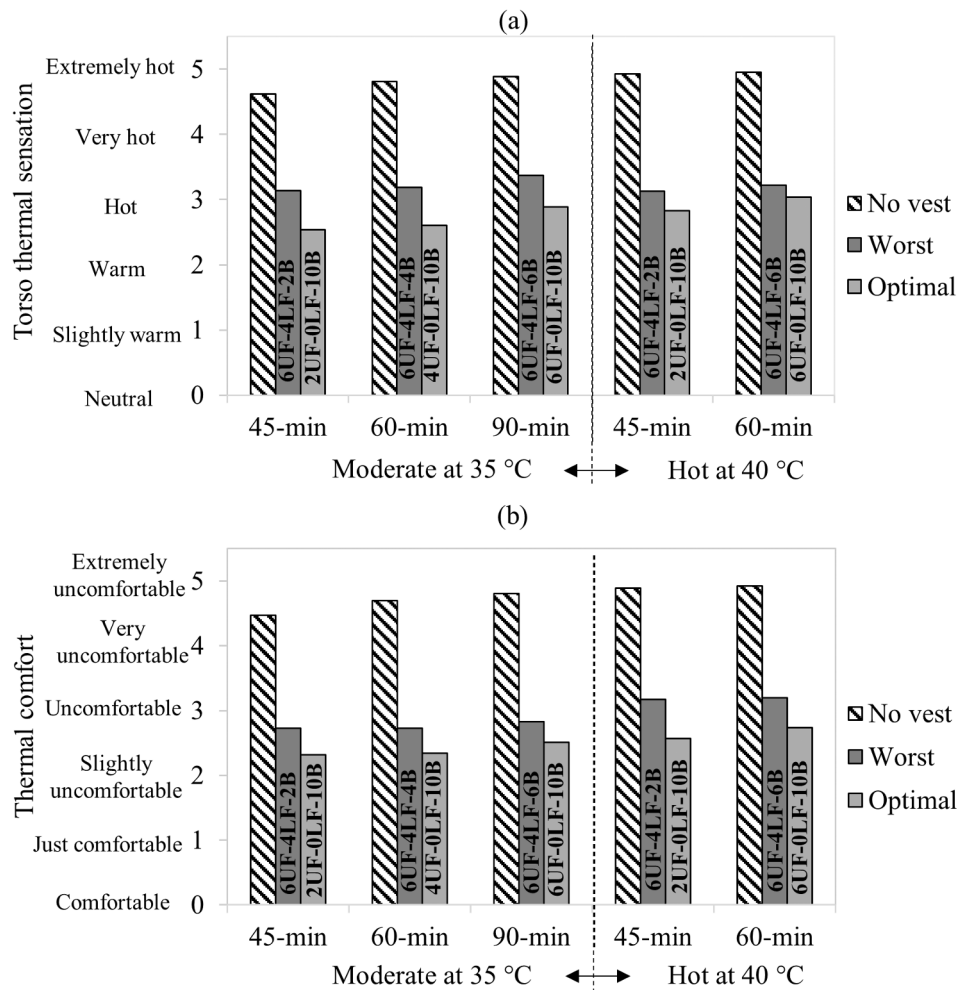 (a)
Torso thermal sensation
Extremely hot
Very hot
Hot
Warm
Slightly warm
Neutral
5
4
3
2
1
0
6UF-4LF-2B
2UF-0LF-10B
6UF-4LF-4B
4UF-0LF-10B
6UF-4LF-6B
6UF-0LF-10B
6UF-4LF-2B
2UF-0LF-10B
6UF-4LF-6B
6UF-0LF-10B
No vest
Worst
Optimal
45-min 60-min 90-min 45-min 60-min
Moderate at 35 °C Hot at 40 °C
(b)
Thermal comfort
Extremely
uncomfortable
Very
uncomfortable
Uncomfortable
Slightly
uncomfortable
Just comfortable
Comfortable
5
4
3
2
1
0
6UF-4LF-2B
2UF-0LF-10B
6UF-4LF-4B
4UF-0LF-10B
6UF-4LF-6B
6UF-0LF-10B
6UF-4LF-2B
2UF-0LF-10B
6UF-4LF-6B
6UF-0LF-10B
No vest
Worst
Optimal
45-min 60-min 90-min 45-min 60-min
Moderate at 35 °C Hot at 40 °C